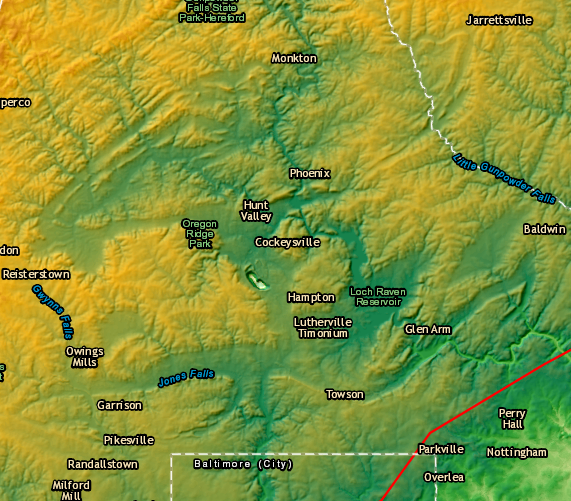 Falls State
Park-Hereford
Jarrettsville
Monkton
perco
Little Gunpowder Falls
Phoenix
Hunt
Valley
Oregon
Ridge
Park
Baldwin
Cockeysville
don
Reisterstown
Gwynns Falls
Hampton
Loch Raven
Reservoir
Lutherville
Timonium
Glen Arm
Owings
Mills
Jones Falls
Towson
Garrison
Perry
Hall
Pikesville
Parkville
Nottingham
Randallstown
Baltimore (City)
Overlea
Milford
Mill